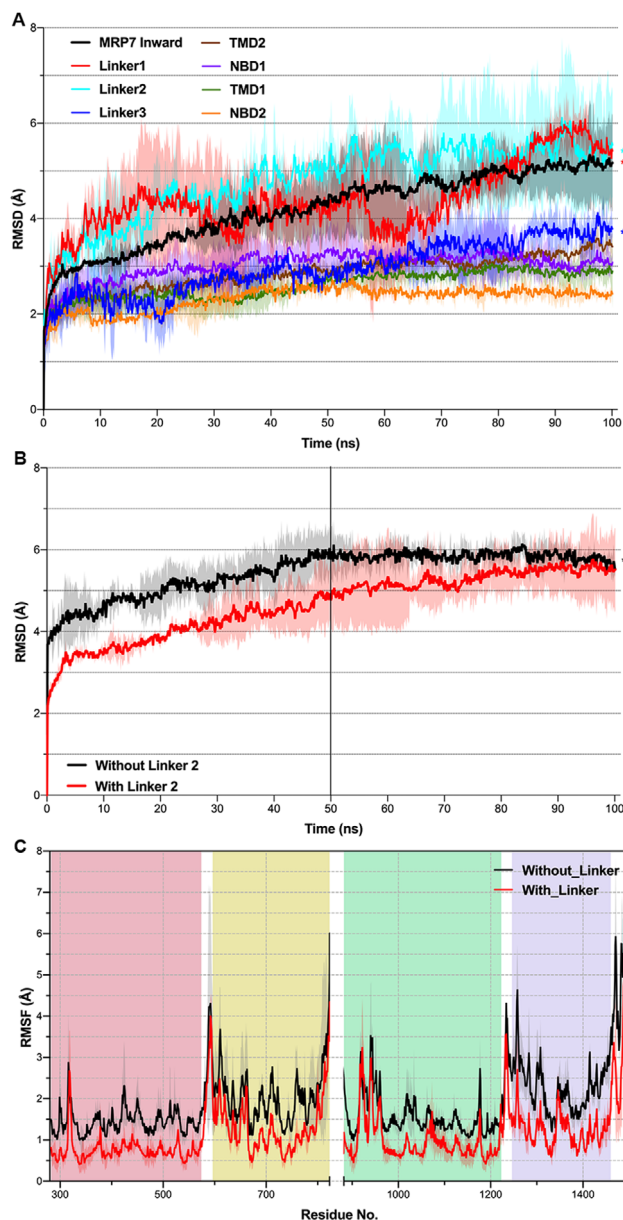 A
8
6
4
2
0
RMSD (Å)
MRP7 Inward
Linker1
Linker2
Linker3
TMD2
NBD1
TMD1
NBD2
0 10 20 30 40 50 60 70 80 90 100
Time (ns)
B
8
6
4
2
0
RMSD (Å)
Without Linker 2
With Linker 2
0 10 20 30 40 50 60 70 80 90 100
Time (ns)
C
8
7
6
5
4
3
2
1
0
RMSF (Å)
Without_Linker
With_Linker
300 500 700 1000 1200 1400
Residue No.